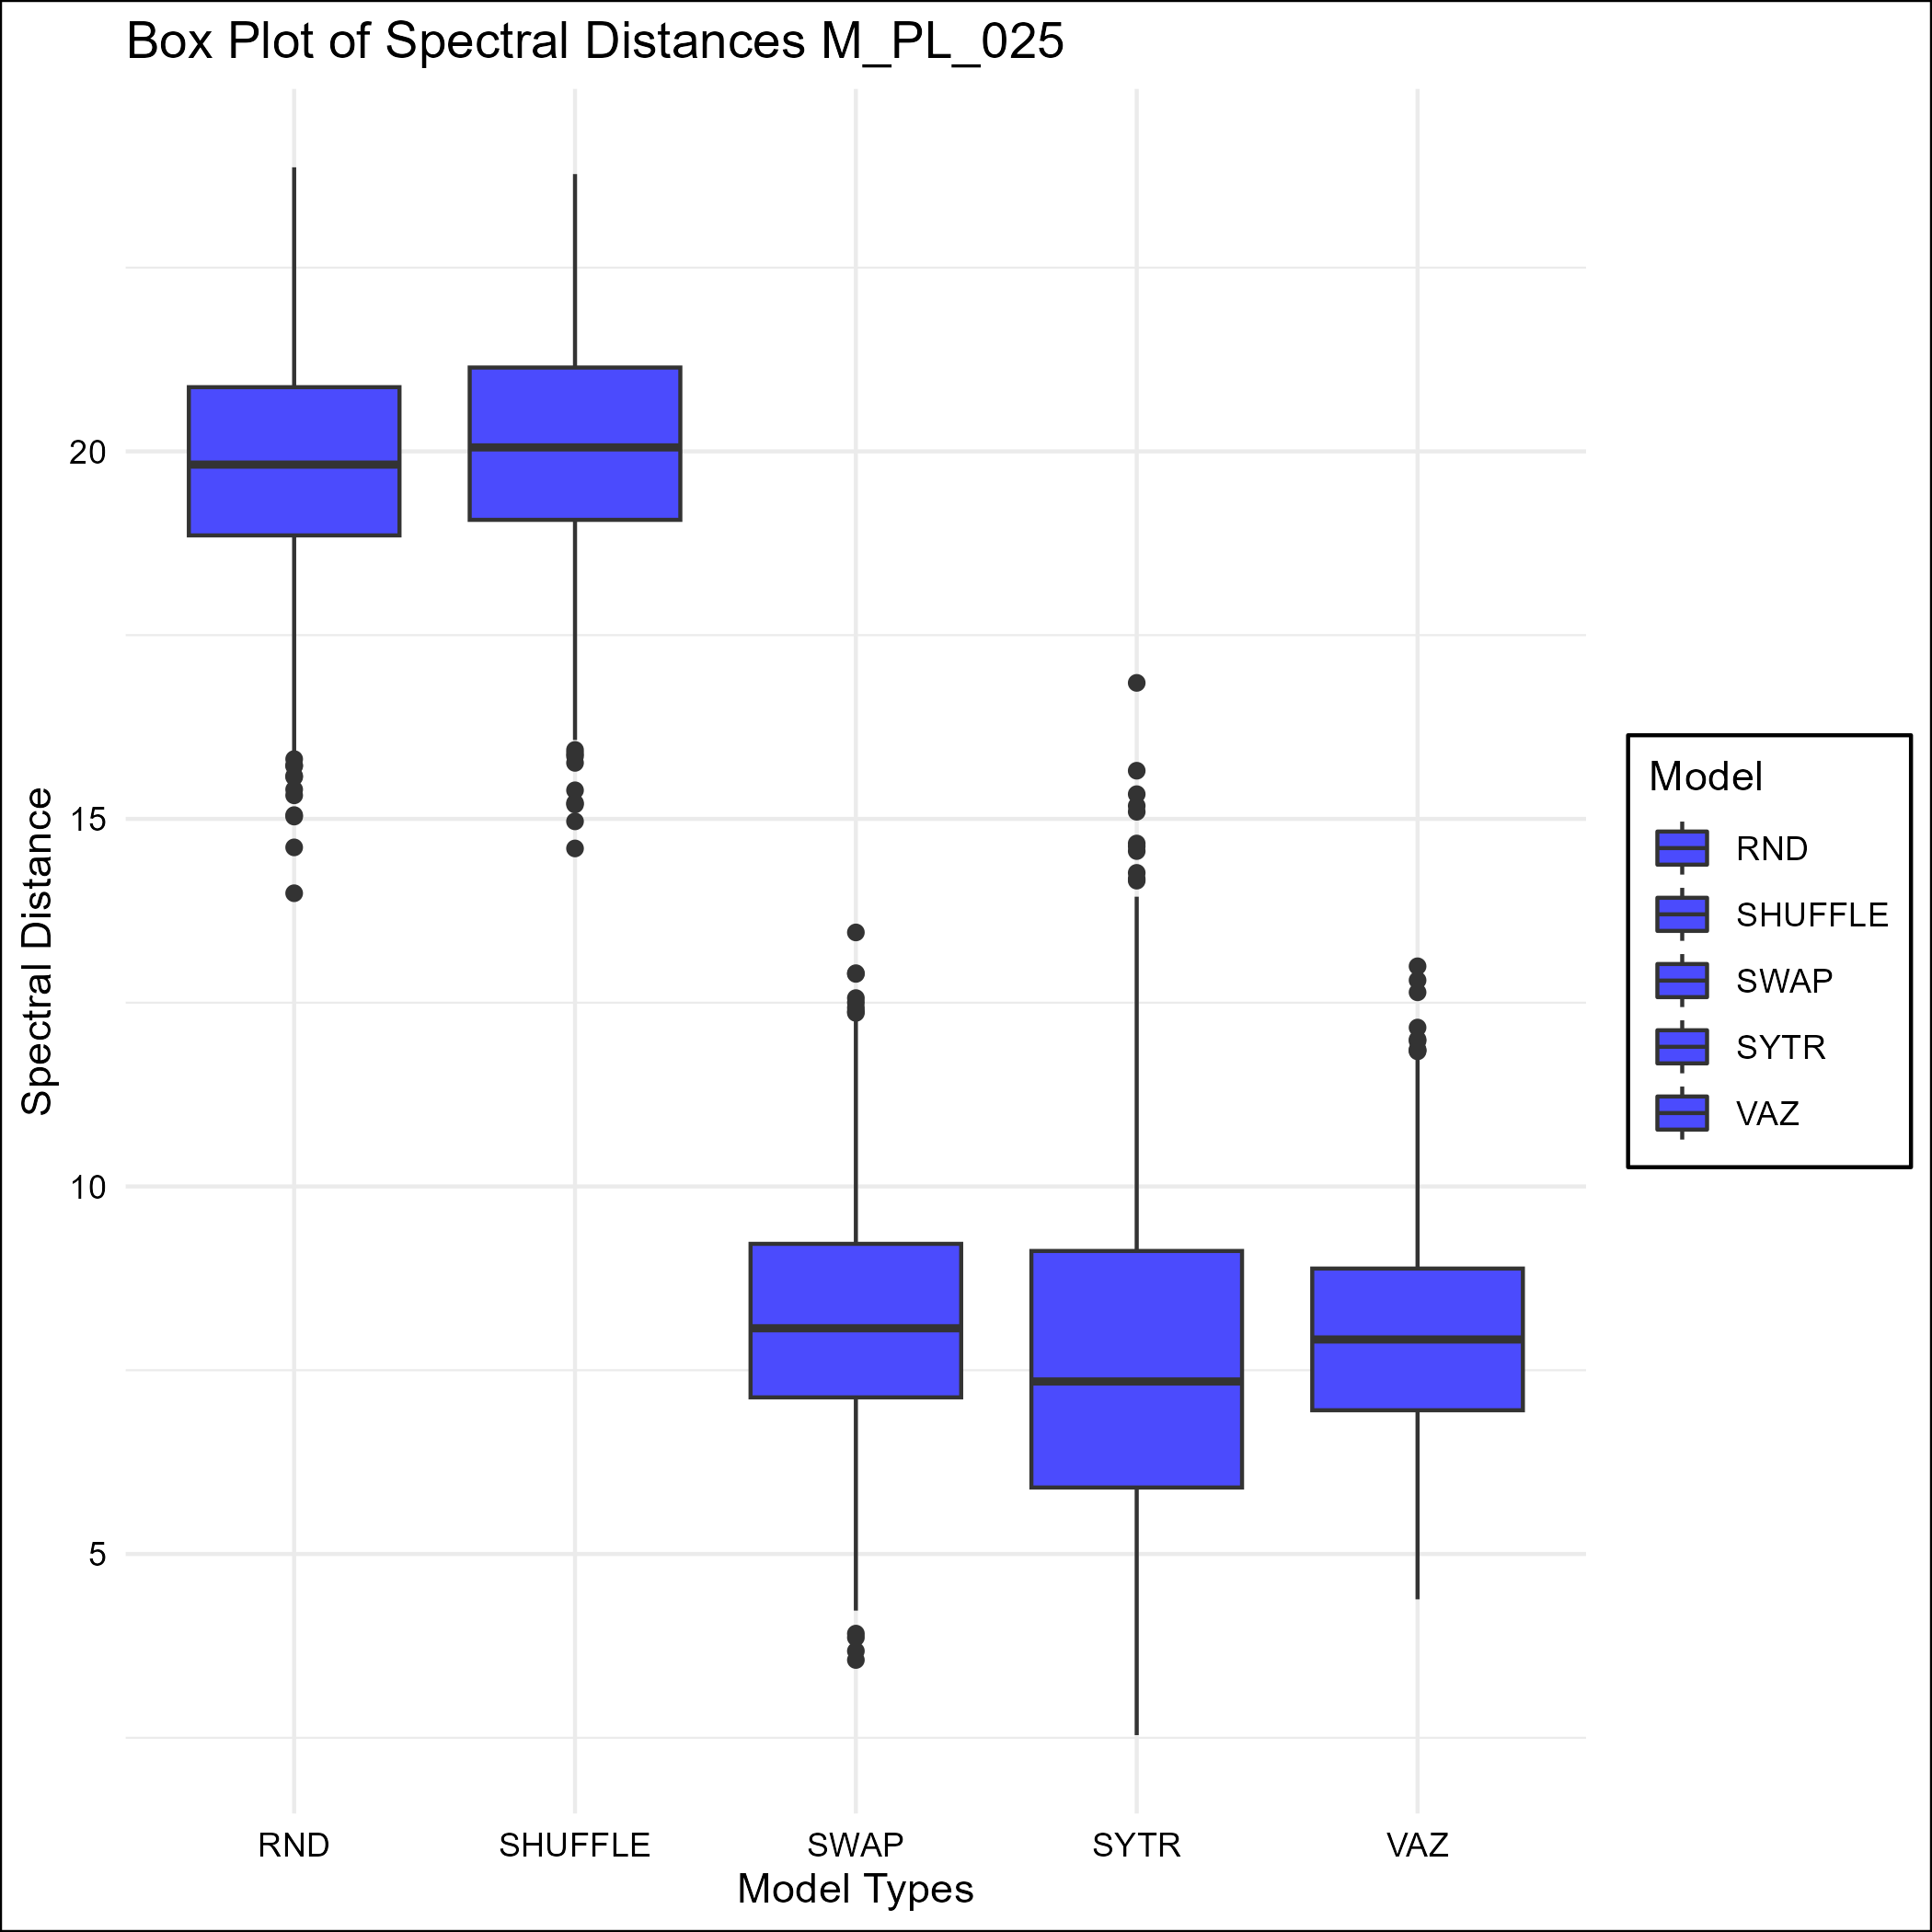 Box Plot of Spectral Distances M_PL_025
Spectral Distance
20
15
10
5
RND
SHUFFLE
SWAP
SYTR
VAZ
Model Types
Model
RND
SHUFFLE
SWAP
SYTR
VAZ